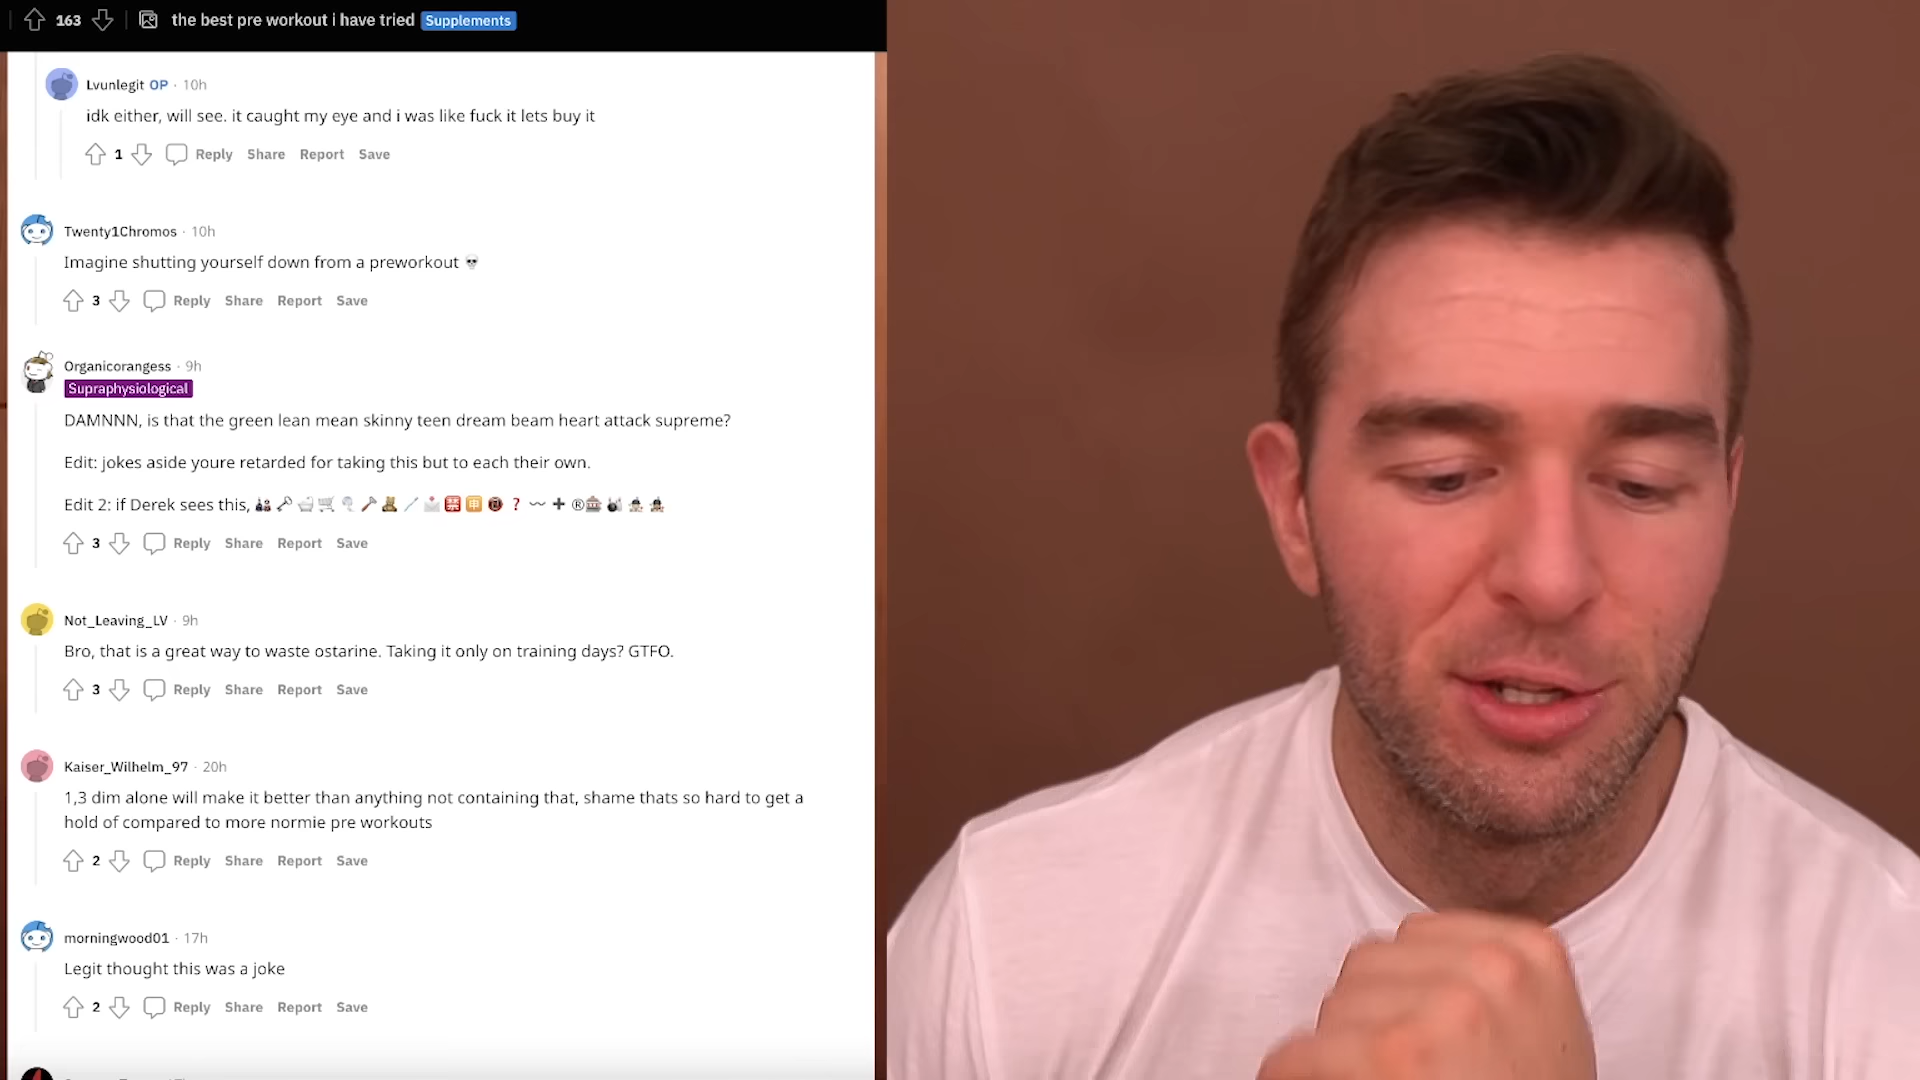 163 the best pre workout i have tried Supplements
Lvunlegit OP · 10h
idk either, will see. it caught my eye and i was like fuck it lets buy it
1 Reply Share Report Save
Twenty1Chromos · 10h
Imagine shutting yourself down from a preworkout 💀
3 Reply Share Report Save
Organicorangess · 9h
Supraphysiological
DAMNNN, is that the green lean mean skinny teen dream beam heart attack supreme?
Edit: jokes aside youre retarded for taking this but to each their own.
Edit 2: if Derek sees this,
3 Reply Share Report Save
Not_Leaving_LV · 9h
Bro, that is a great way to waste ostarine. Taking it only on training days? GTFO.
3 Reply Share Report Save
Kaiser_Wilhelm_97 · 20h
1,3 dim alone will make it better than anything not containing that, shame thats so hard to get a
hold of compared to more normie pre workouts
2 Reply Share Report Save
morningwood01 · 17h
Legit thought this was a joke
2 Reply Share Report Save